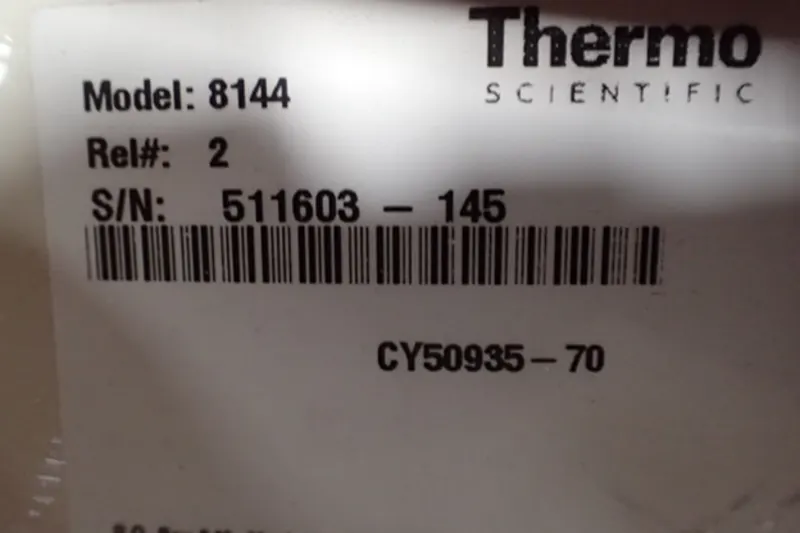 Thermo
SCIENTIFIC
Model: 8144
Rel#: 2
S/N: 511603 – 145
CY50935–70